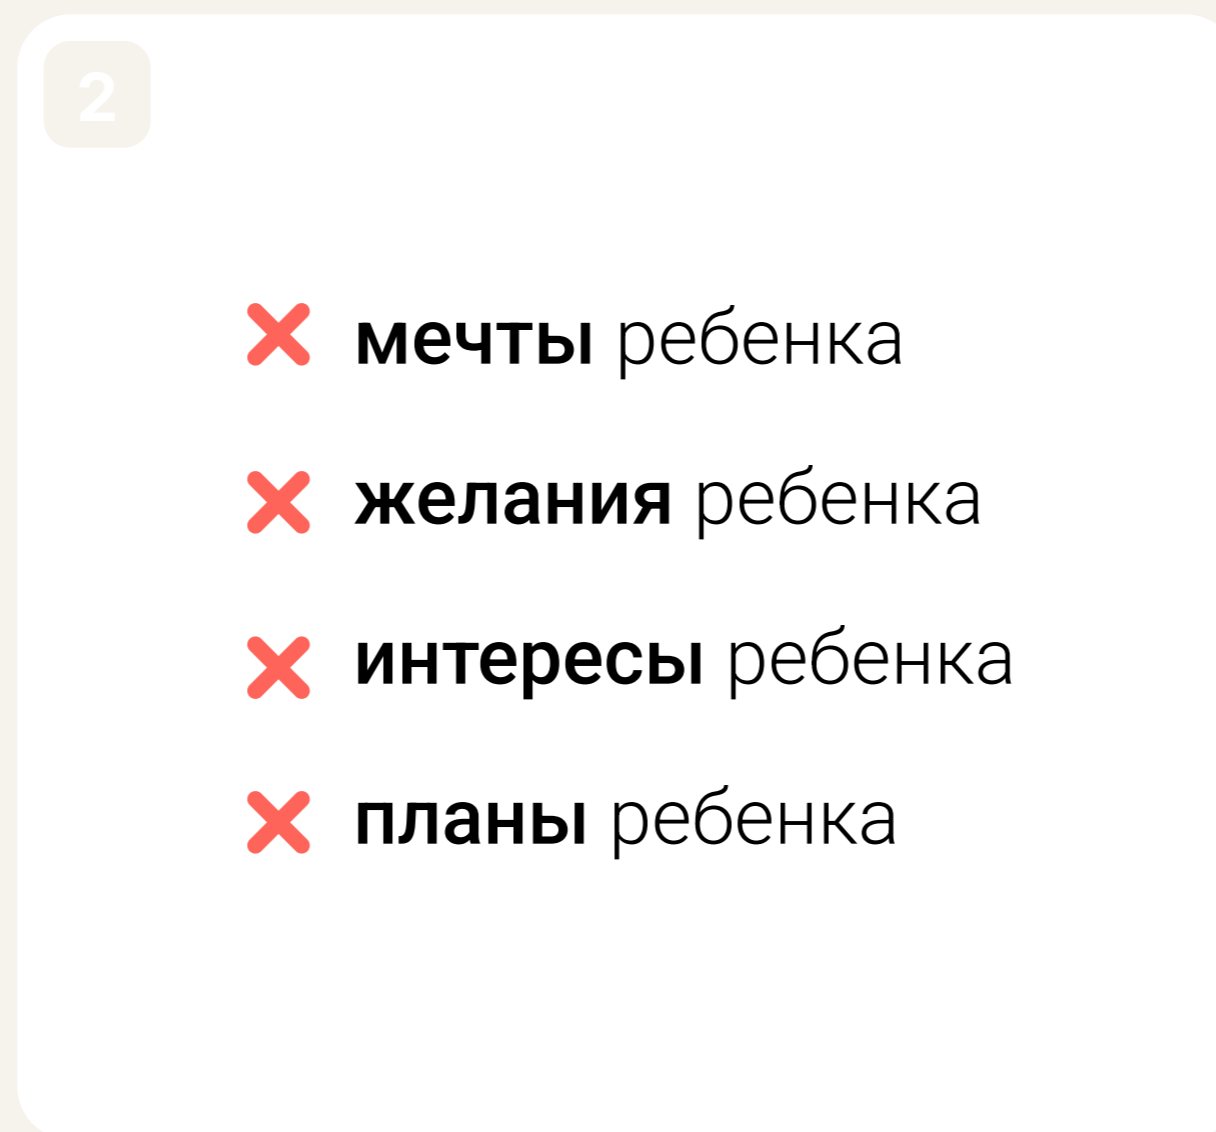 2
мечты ребенка
желания ребенка
интересы ребенка
планы ребенка